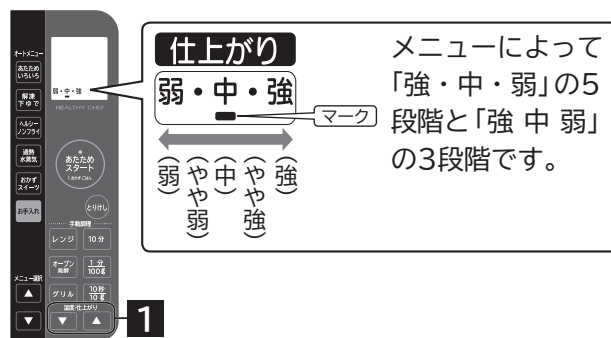 オートメニュー
あたため
いろいろ
解凍
下ゆで
ヘルシー
ノンフライ
過熱
水蒸気
おかず
スイーツ
お手入れ
メニュー選択
▲
▼
弱・中・強
HEALTHY CHEF
あたため
スタート
とりけし
手動調理
レンジ
10分
オーブン
発酵
1分
100g
グリル
10秒
10g
温度・仕上がり
▼
▲
1
仕上がり
弱・中・強
マーク
(弱)
(やや弱)
(中)
(やや強)
(強)
メニューによって
「強・中・弱」の5
段階と「強 中 弱」
の3段階です。